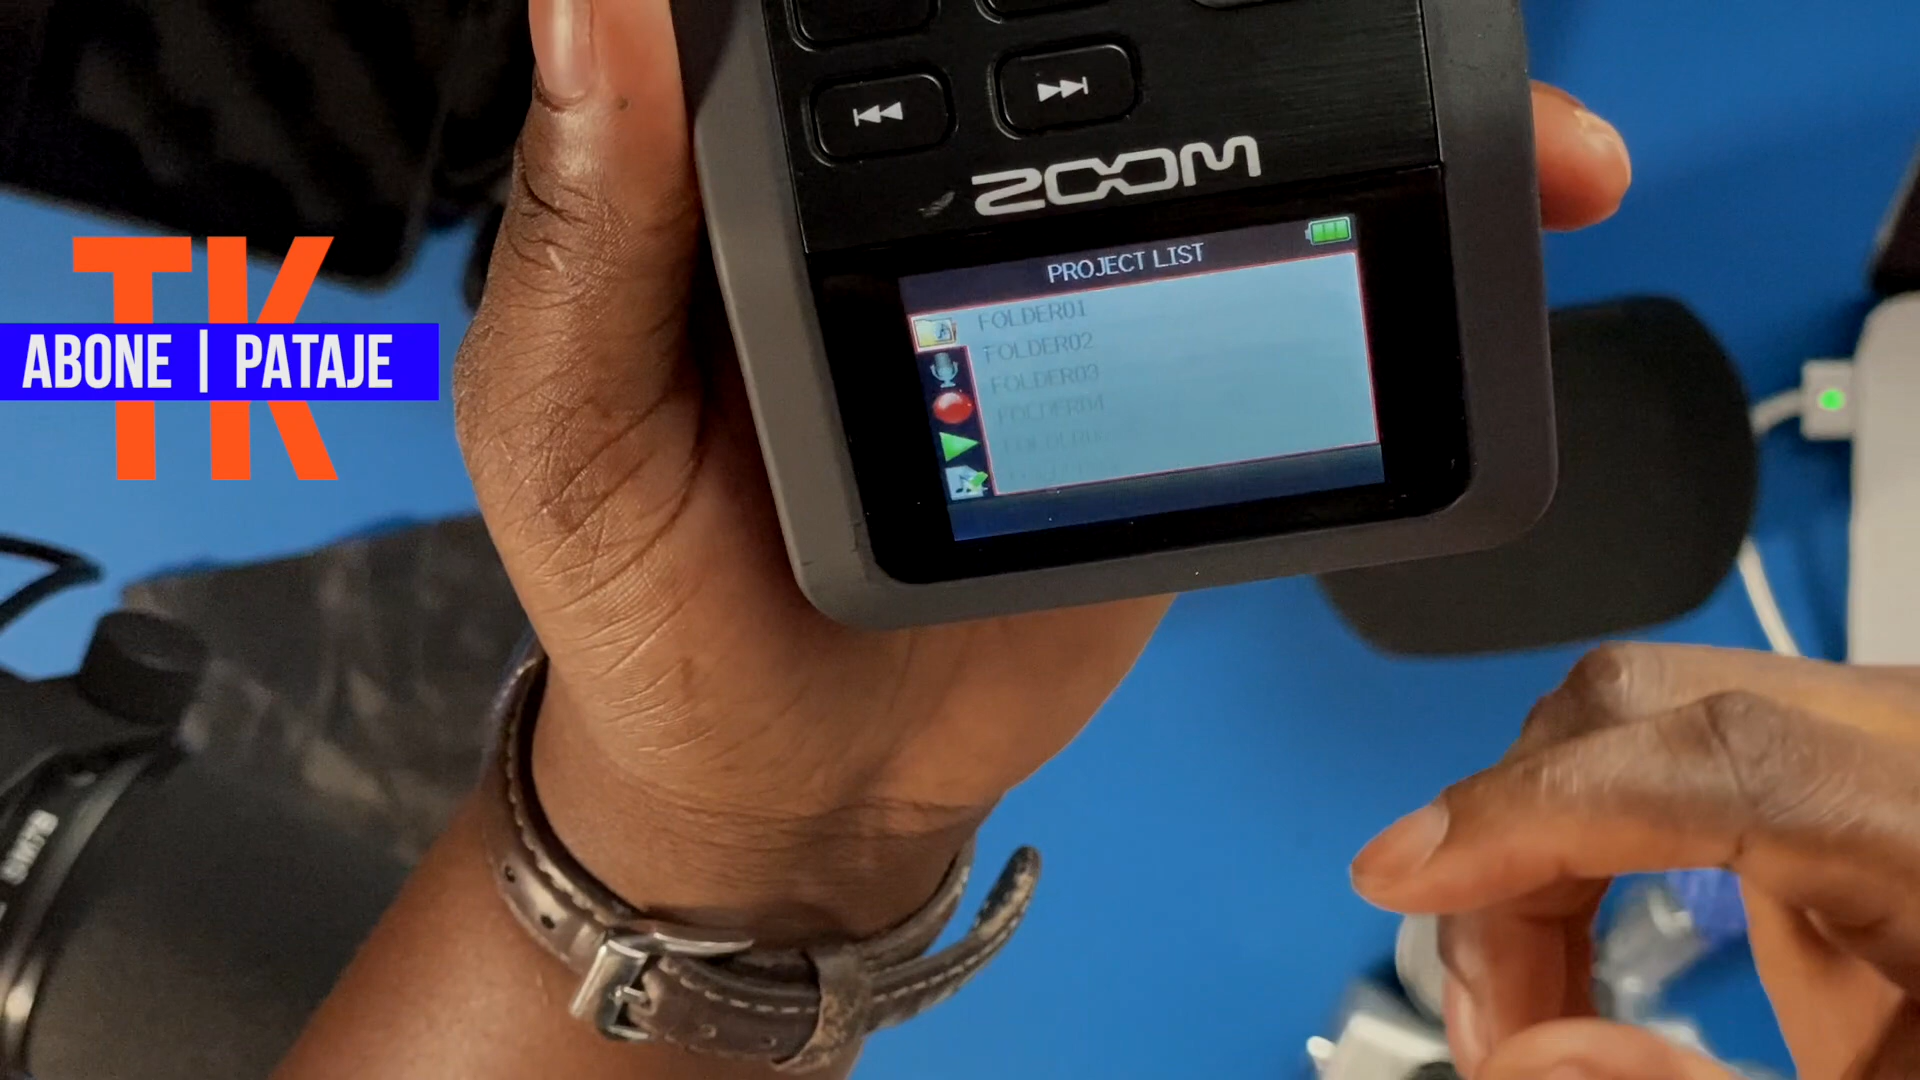 TK
ABONE | PATAJE
ZOOM
PROJECT LIST
FOLDER01
FOLDER02
FOLDER03
FOLDER04